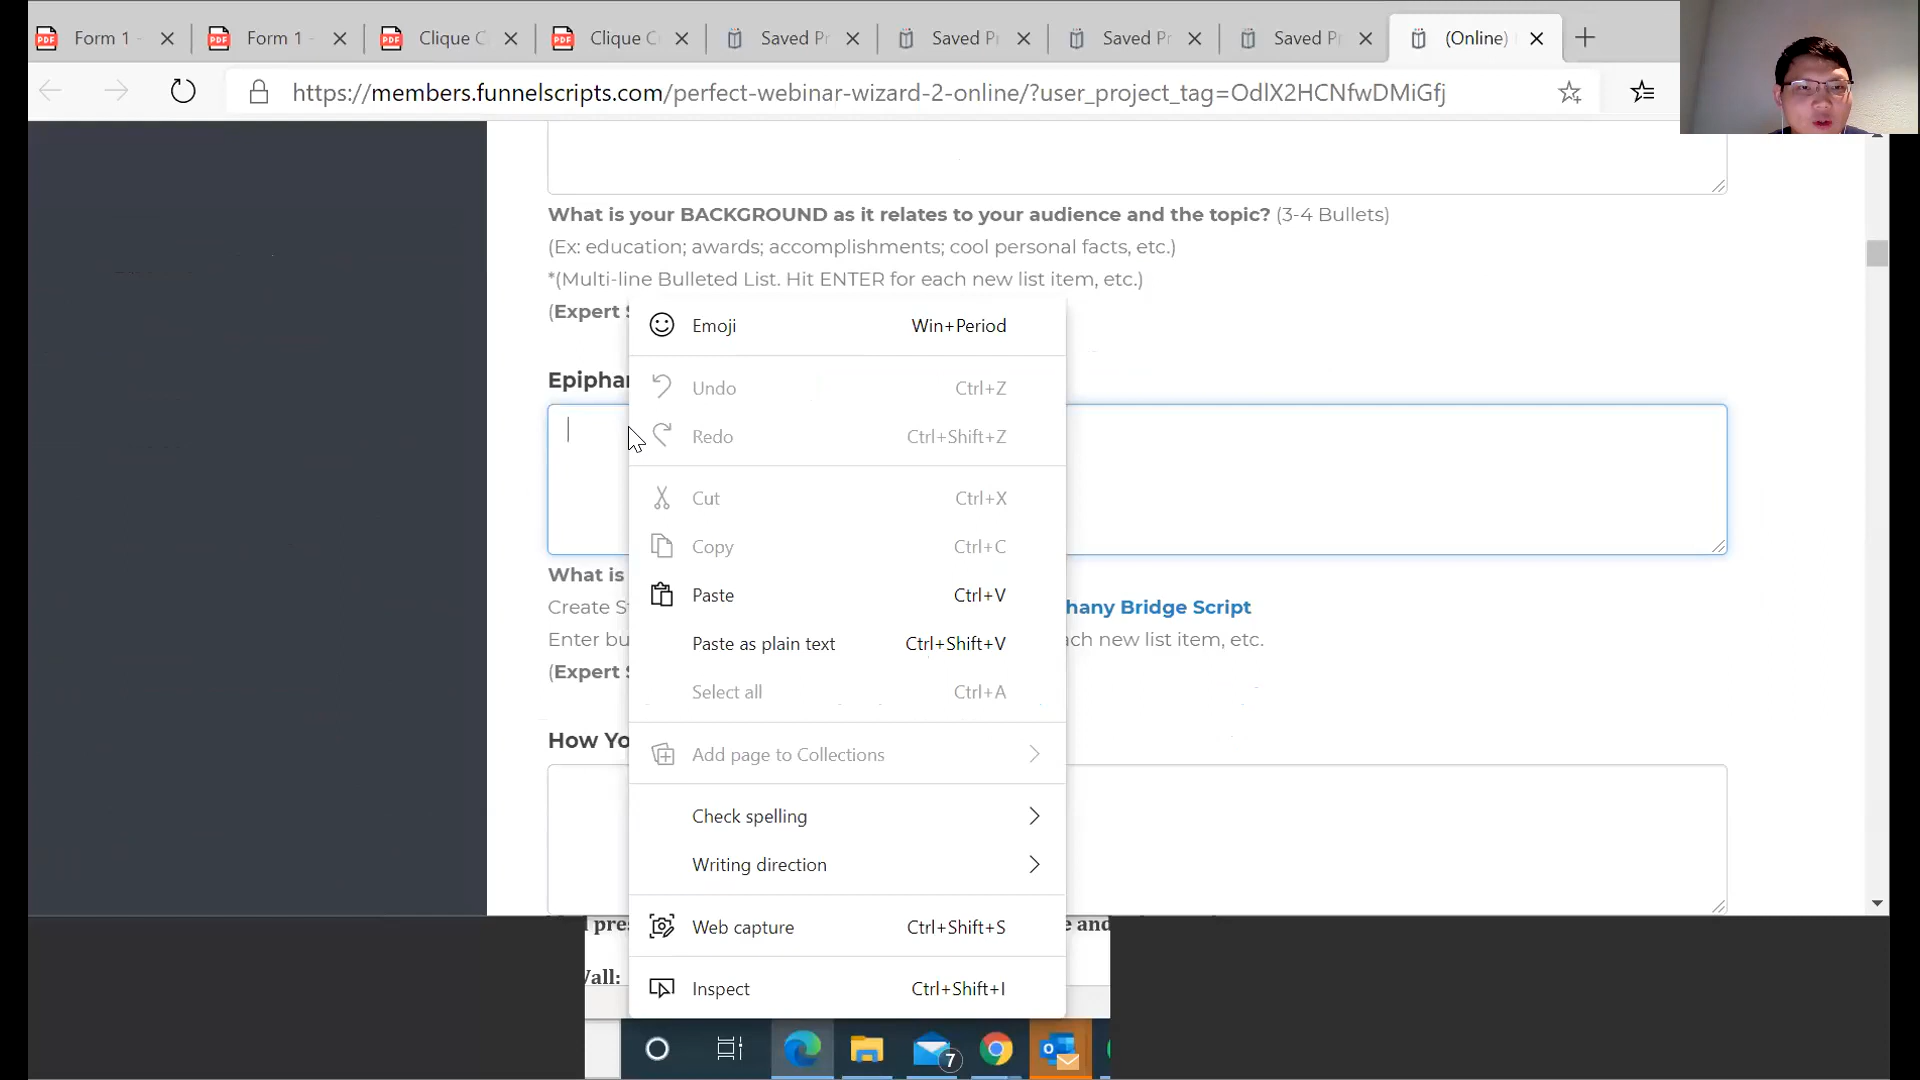 Form 1 -
Form 1 -
Clique C
Clique C
Saved Pr
Saved P
Saved Pr
Saved P
(Online)
https://members.funnelscripts.com/perfect-webinar-wizard-2-online/?user_project_tag=OdlX2HCNfwDMiGfj
What is your BACKGROUND as it relates to your audience and the topic? (3-4 Bullets)
(Ex: education; awards; accomplishments; cool personal facts, etc.)
*(Multi-line Bulleted List. Hit ENTER for each new list item, etc.)
(Expert S
Emoji Win+Period
Epiphan
Undo Ctrl+Z
Redo Ctrl+Shift+Z
Cut Ctrl+X
Copy Ctrl+C
What is
Paste Ctrl+V
Create S hany Bridge Script
Enter bu ach new list item, etc.
Paste as plain text Ctrl+Shift+V
(Expert S
Select all Ctrl+A
How Yo
Add page to Collections
Check spelling
Writing direction
pres e and
Web capture Ctrl+Shift+S
all:
Inspect Ctrl+Shift+I
7